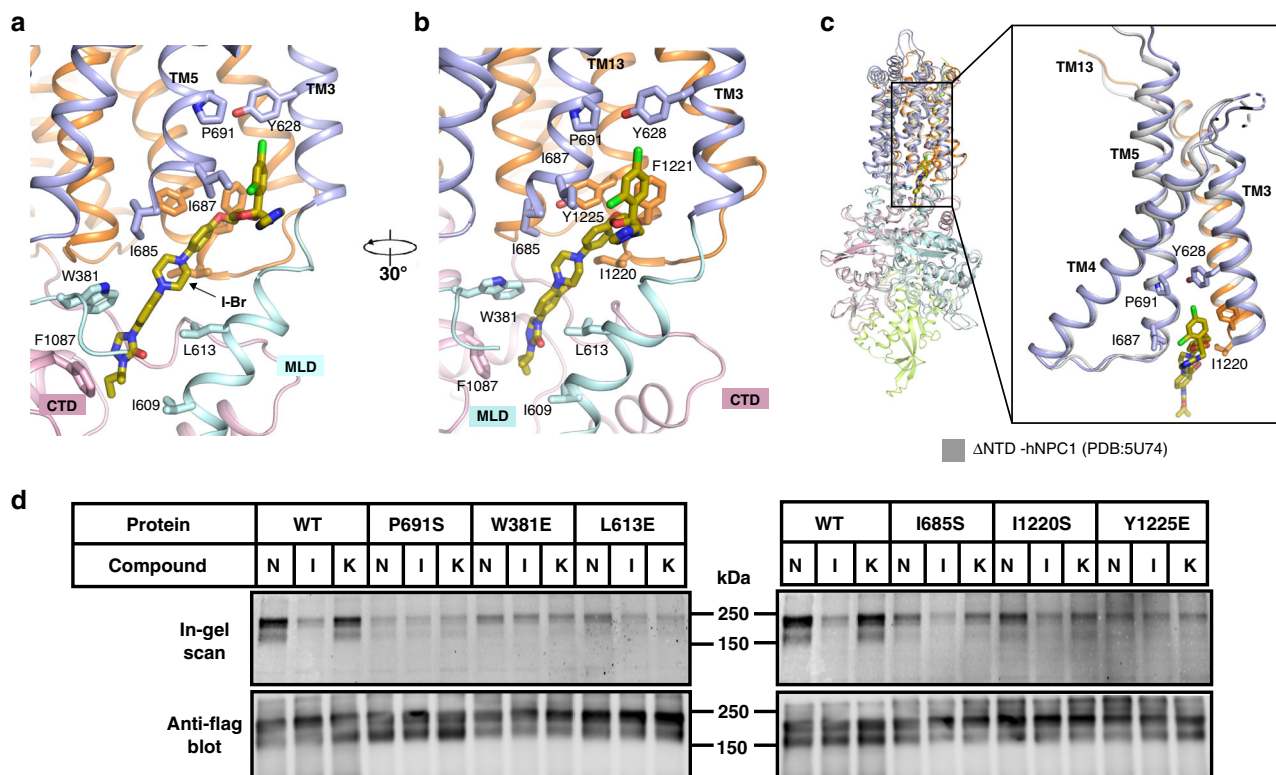 a
TM5
TM3
P691
Y628
I687
I685
W381
I-Br
F1087
L613
MLD
CTD
I609
30°
b
TM13
TM3
P691
Y628
I687
F1221
Y1225
I685
I1220
W381
L613
F1087
I609
MLD
CTD
c
TM13
TM5
TM3
Y628
TM4
P691
I687
I1220
ΔNTD -hNPC1 (PDB:5U74)
d
Protein WT P691S W381E L613E
Compound N I K N I K N I K N I K
WT I685S I1220S Y1225E
N I K N I K N I K N I K
kDa
In-gel scan
250
150
Anti-flag blot
250
150